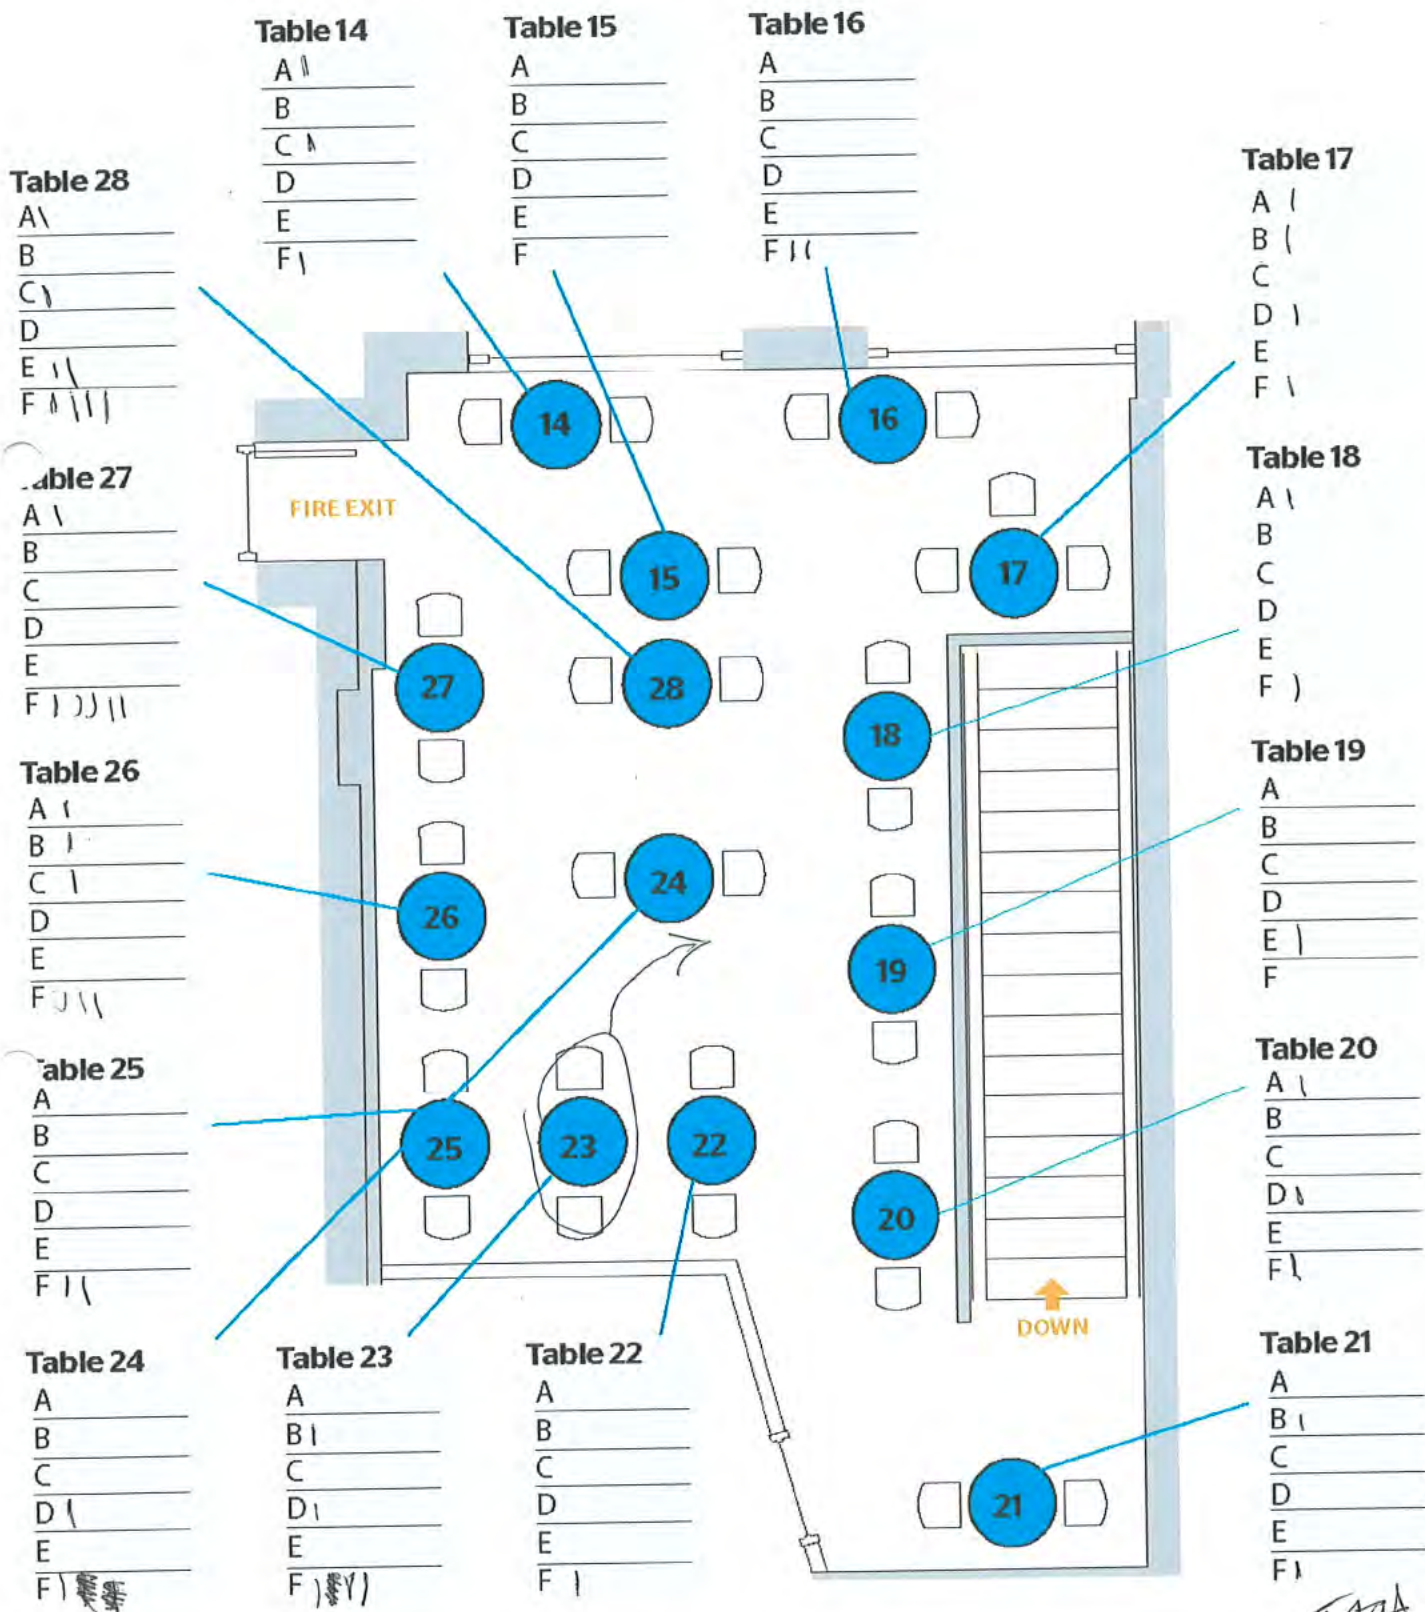 Table 14
A ||
B
C ||
D
E
F |
Table 15
A
B
C
D
E
F
Table 16
A
B
C
D
E
F ||
Table 17
A |
B |
C
D |
E
F |
Table 28
A |
B
C |
D
E ||
F |||||
Table 18
A |
B
C
D
E
F |
able 27
A |
B
C
D
E
F |||||
Table 19
A
B
C
D
E |
F
Table 26
A |
B |
C |
D
E
F ||||
Table 20
A |
B
C
D |
E
F |
able 25
A
B
C
D
E
F ||
Table 21
A
B |
C
D
E
F |
Table 24
A
B
C
D |
E
F |
Table 23
A
B |
C
D |
E
Table 22
A
B
C
D
E
F |
14
16
FIRE EXIT
15
17
27
28
18
24
26
19
25
23
22
20
DOWN
21